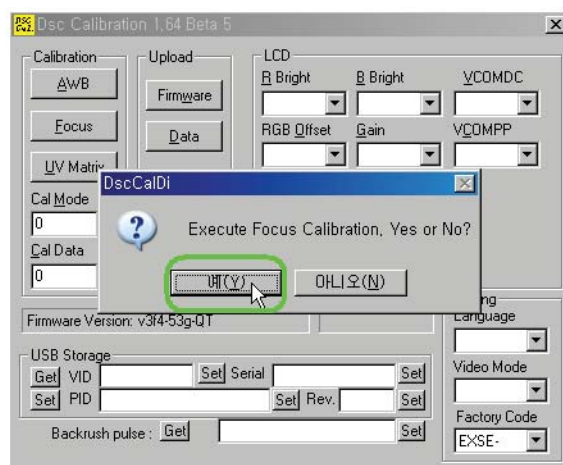 DSC Cal. Dsc Calibration 1,64 Beta 5
Calibration
AWB
Focus
UV Matrix
Cal Mode
0
Cal Data
0
Upload
Firmware
Data
LCD
R Bright
B Bright
VCOMDC
RGB Offset
Gain
VCOMPP
DscCalDi
Execute Focus Calibration, Yes or No?
예(Y)
아니오(N)
Firmware Version: v3f4-53g-QT
USB Storage
Get VID Set Serial Set
Set PID Set Rev. Set
Backrush pulse : Get Set
Language
Video Mode
Factory Code
EXSE-